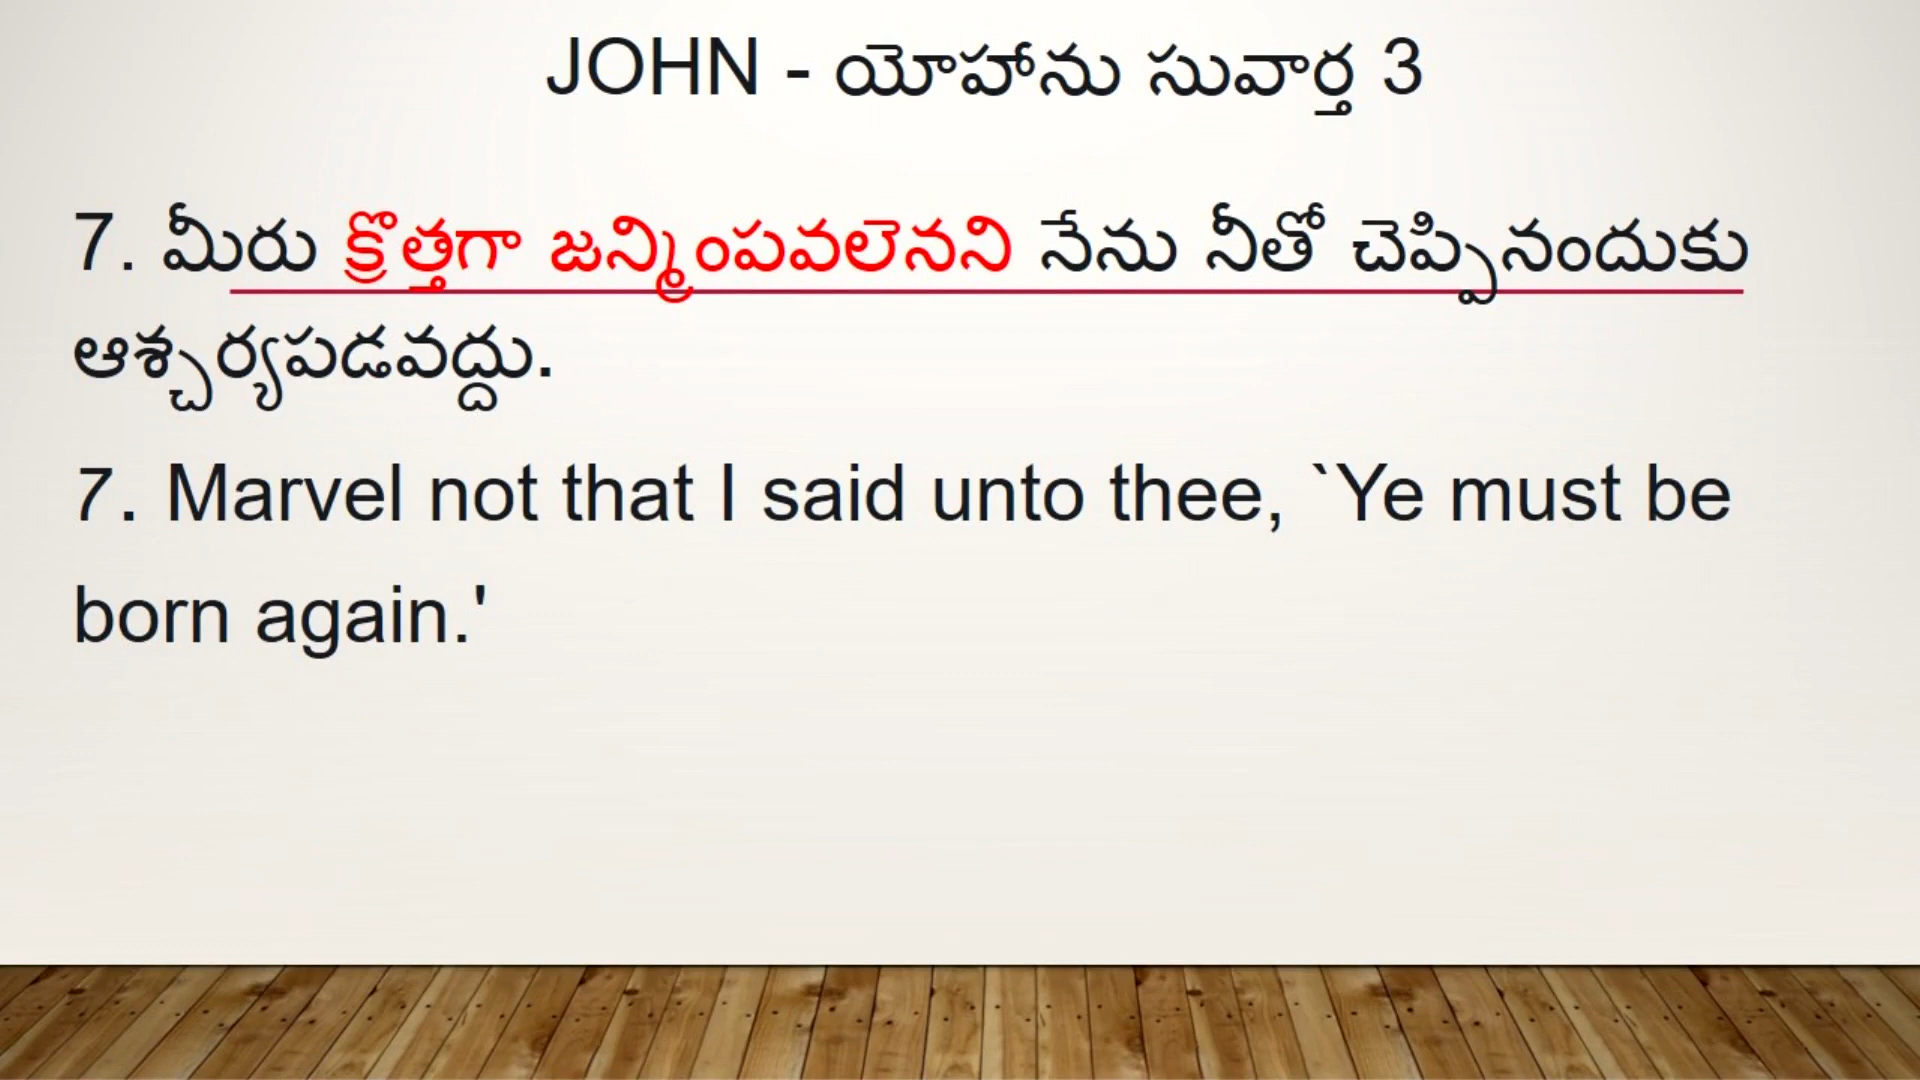 JOHN - యోహాను సువార్త 3
7. మీరు క్రొత్తగా జన్మింపవలెనని నేను నీతో చెప్పినందుకు
ఆశ్చర్యపడవద్దు.
7. Marvel not that I said unto thee, `Ye must be
born again.'